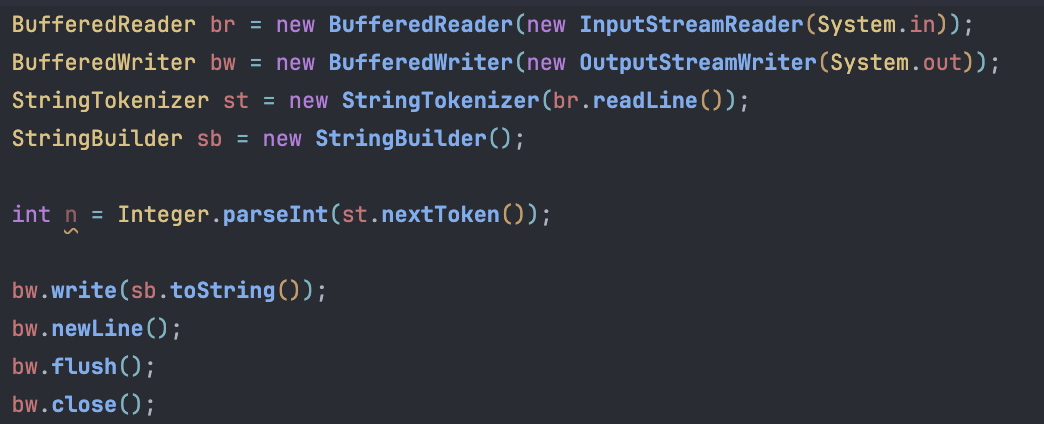 BufferedReader br = new BufferedReader(new InputStreamReader(System.in));
BufferedWriter bw = new BufferedWriter(new OutputStreamWriter(System.out));
StringTokenizer st = new StringTokenizer(br.readLine());
StringBuilder sb = new StringBuilder();
int n = Integer.parseInt(st.nextToken());
bw.write(sb.toString());
bw.newLine();
bw.flush();
bw.close();